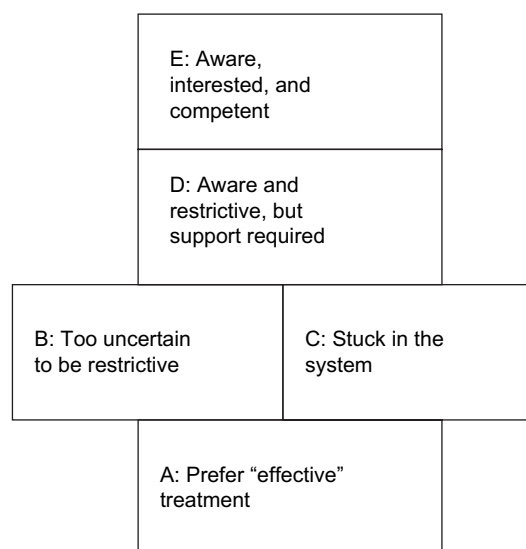 E: Aware,
interested, and
competent
D: Aware and
restrictive, but
support required
B: Too uncertain
to be restrictive
C: Stuck in the
system
A: Prefer “effective”
treatment